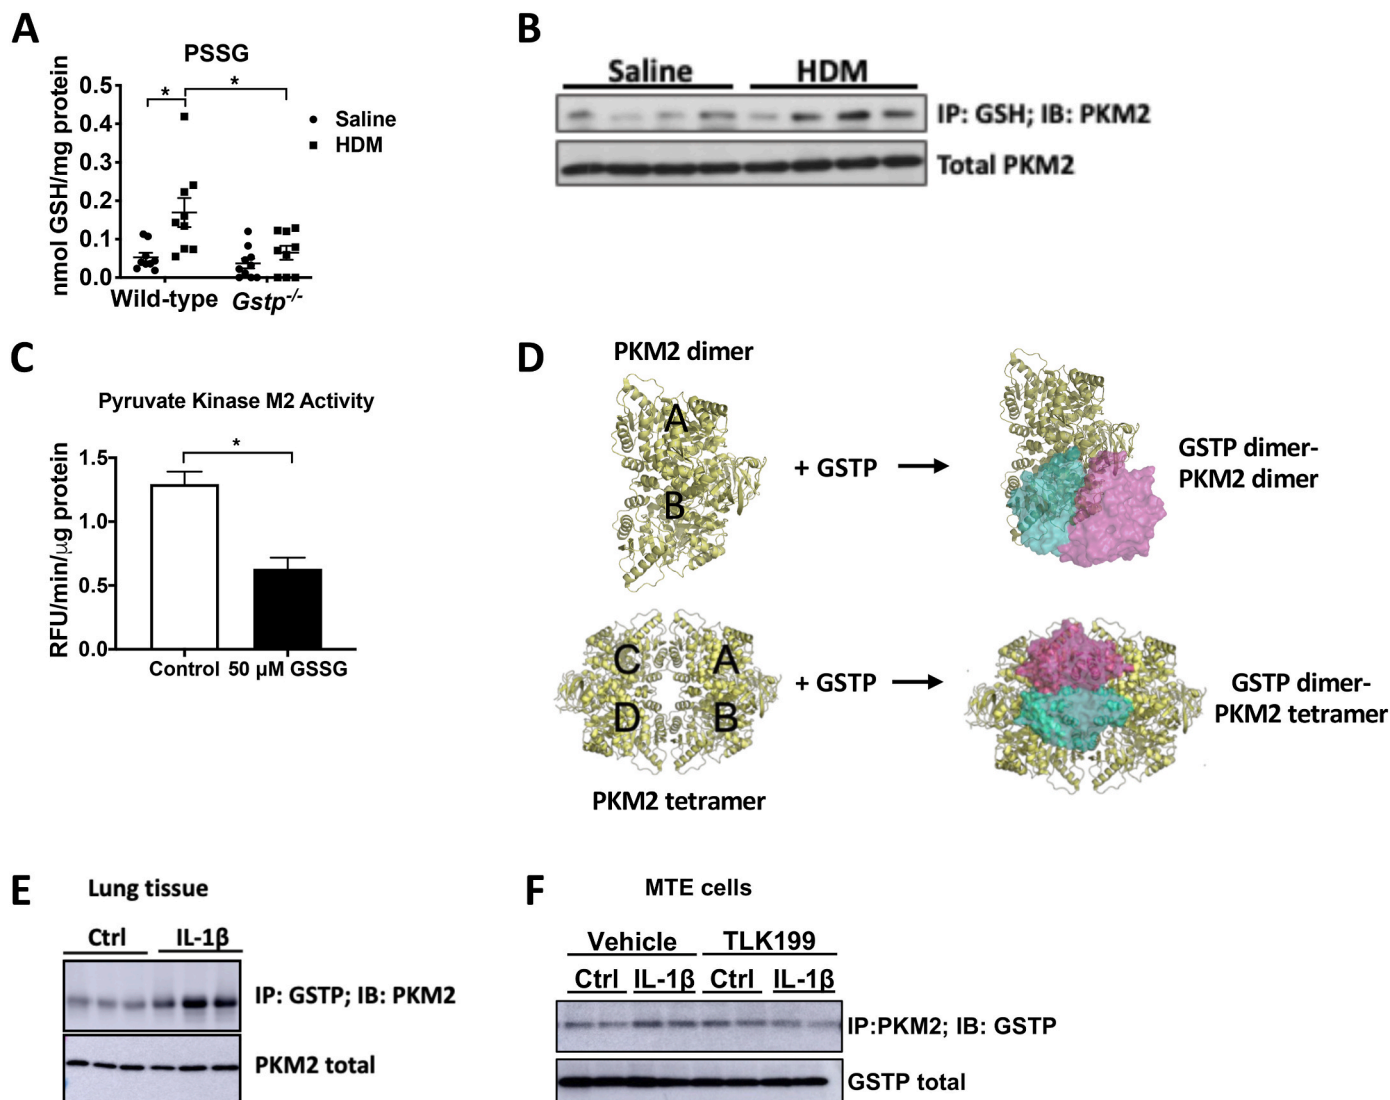 A
PSSG
nmol GSH/mg protein
0.5
0.4
0.3
0.2
0.1
0.0
*
*
Saline
HDM
Wild-type
Gstp-/-
B
Saline
HDM
IP: GSH; IB: PKM2
Total PKM2
C
Pyruvate Kinase M2 Activity
RFU/min/µg protein
1.5
1.0
0.5
0.0
*
Control
50 µM GSSG
D
PKM2 dimer
A
B
+ GSTP
GSTP dimer-
PKM2 dimer
C
A
D
B
+ GSTP
GSTP dimer-
PKM2 tetramer
PKM2 tetramer
E
Lung tissue
Ctrl
IL-1β
IP: GSTP; IB: PKM2
PKM2 total
F
MTE cells
Vehicle
TLK199
Ctrl
IL-1β
Ctrl
IL-1β
IP:PKM2; IB: GSTP
GSTP total